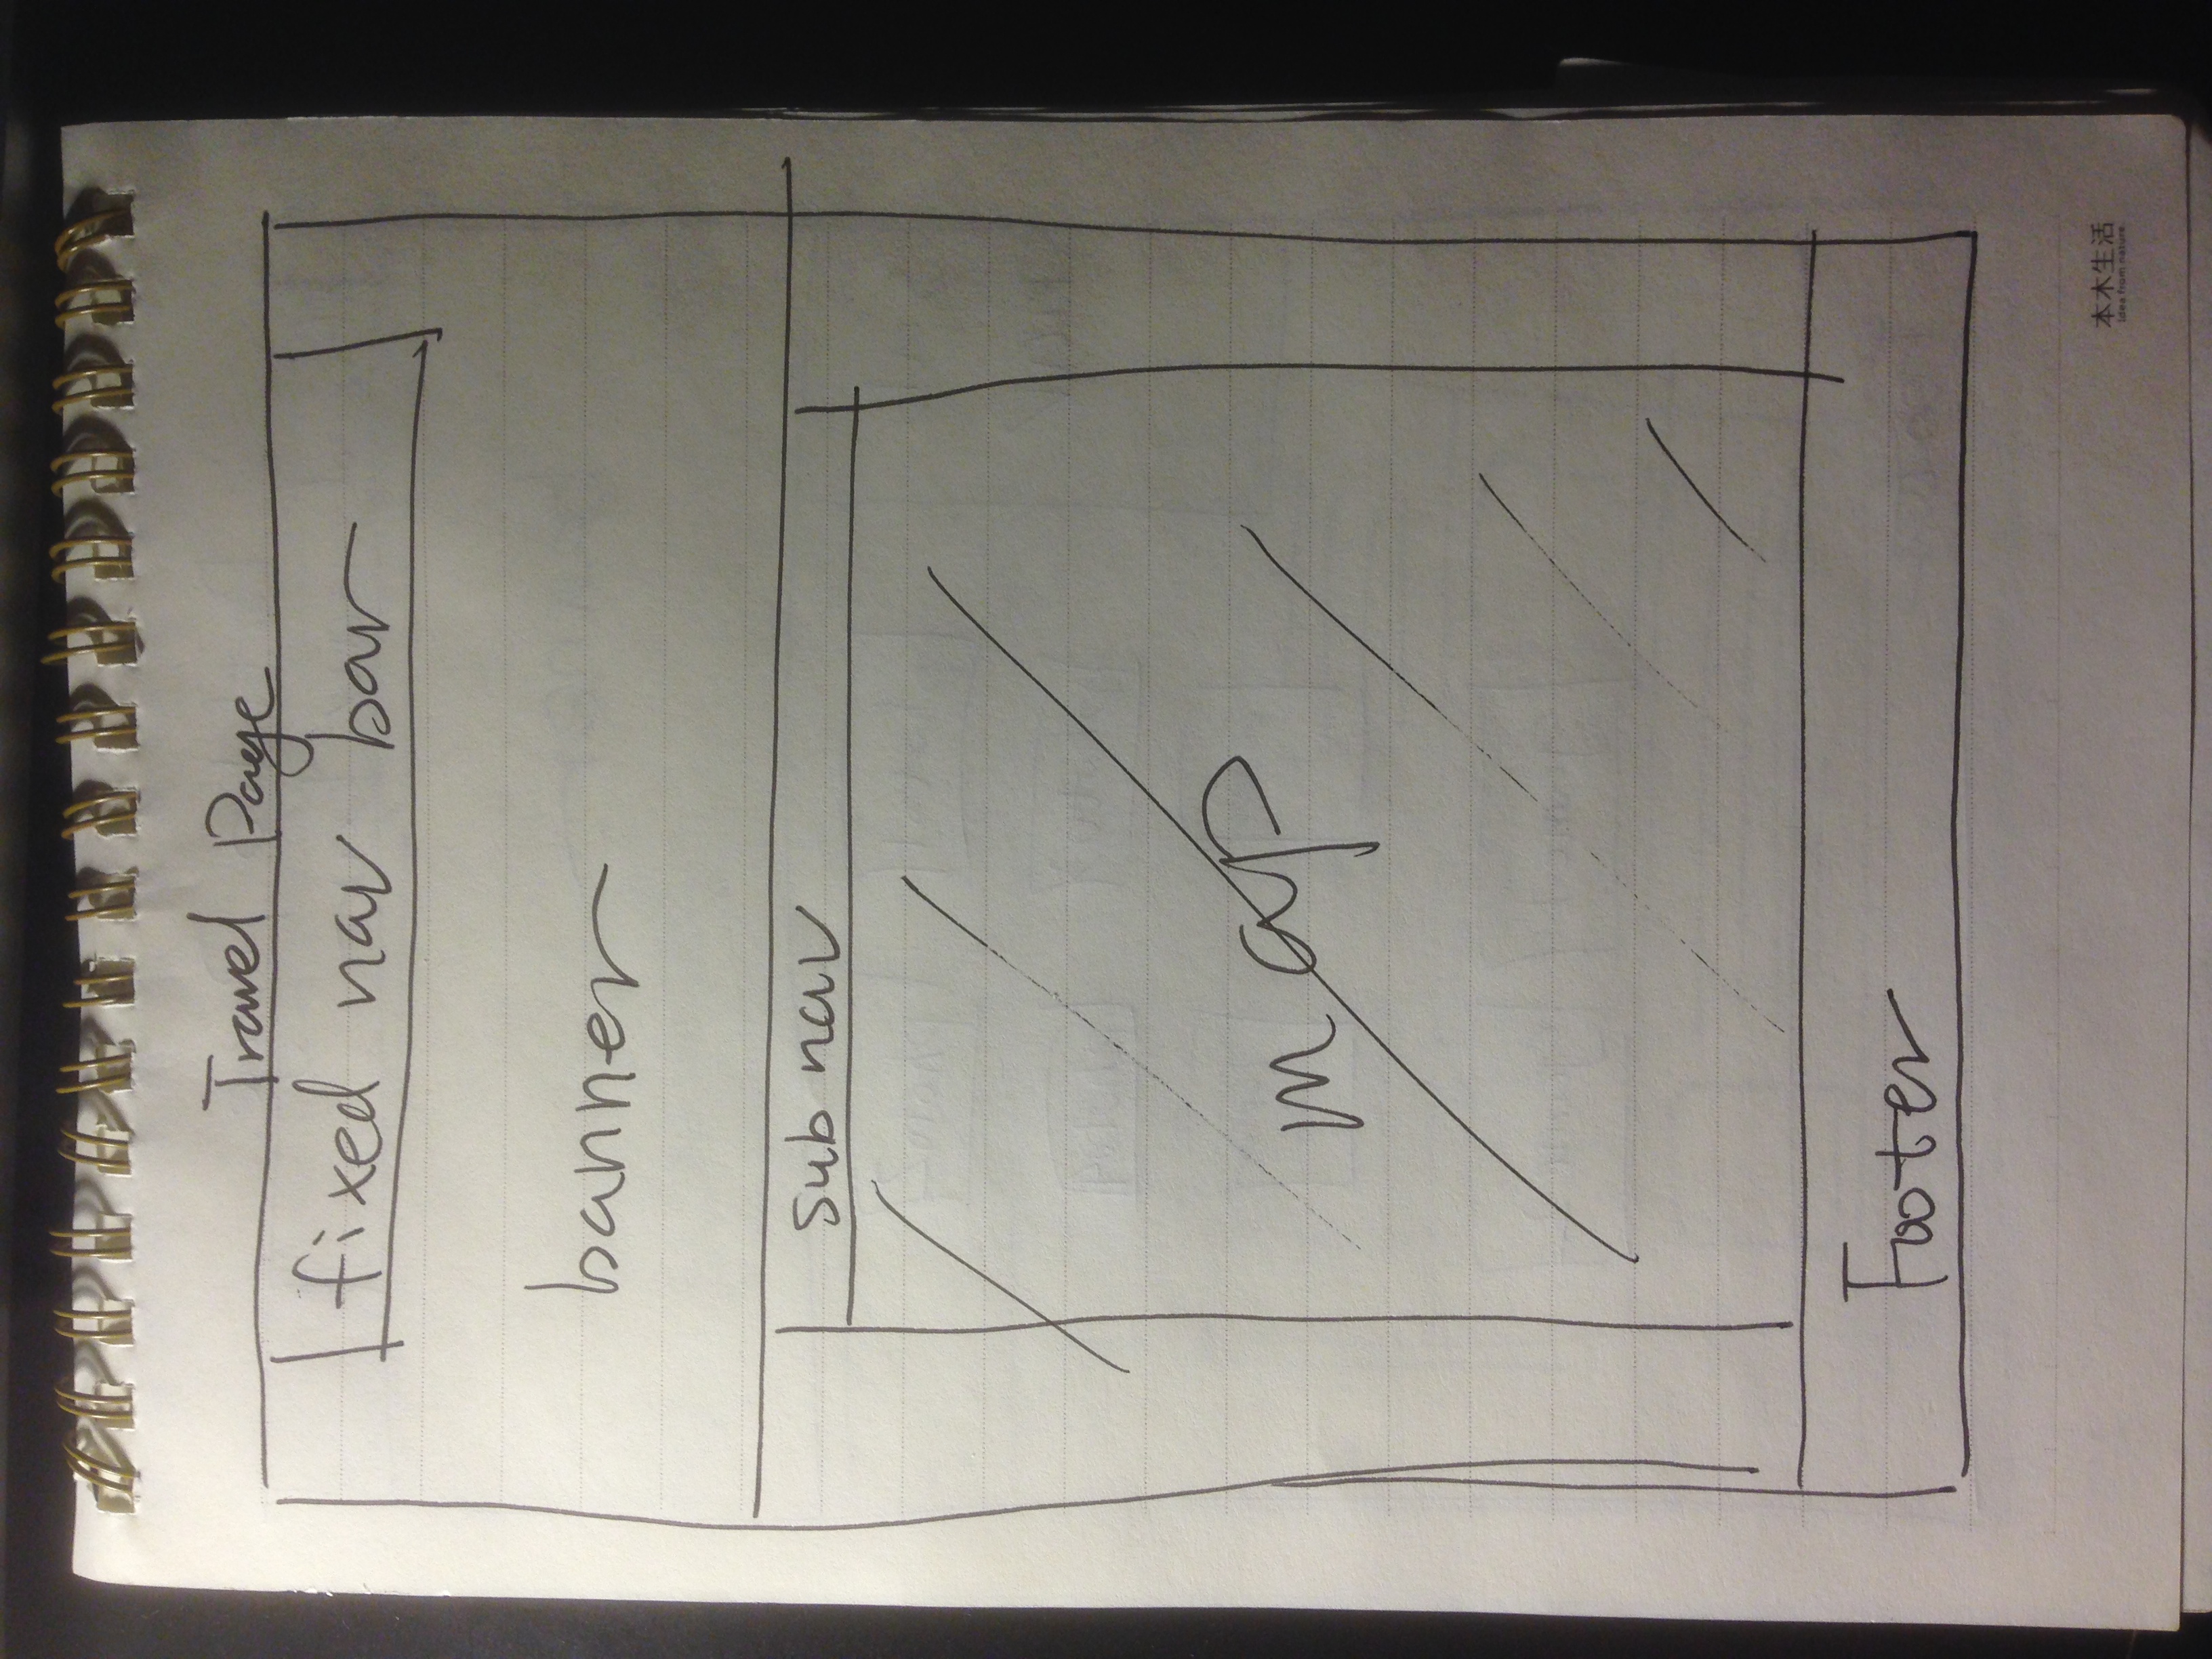 Travel Page
fixed nav bar
banner
sub nav
map
Footer
本木生活
Idea from nature